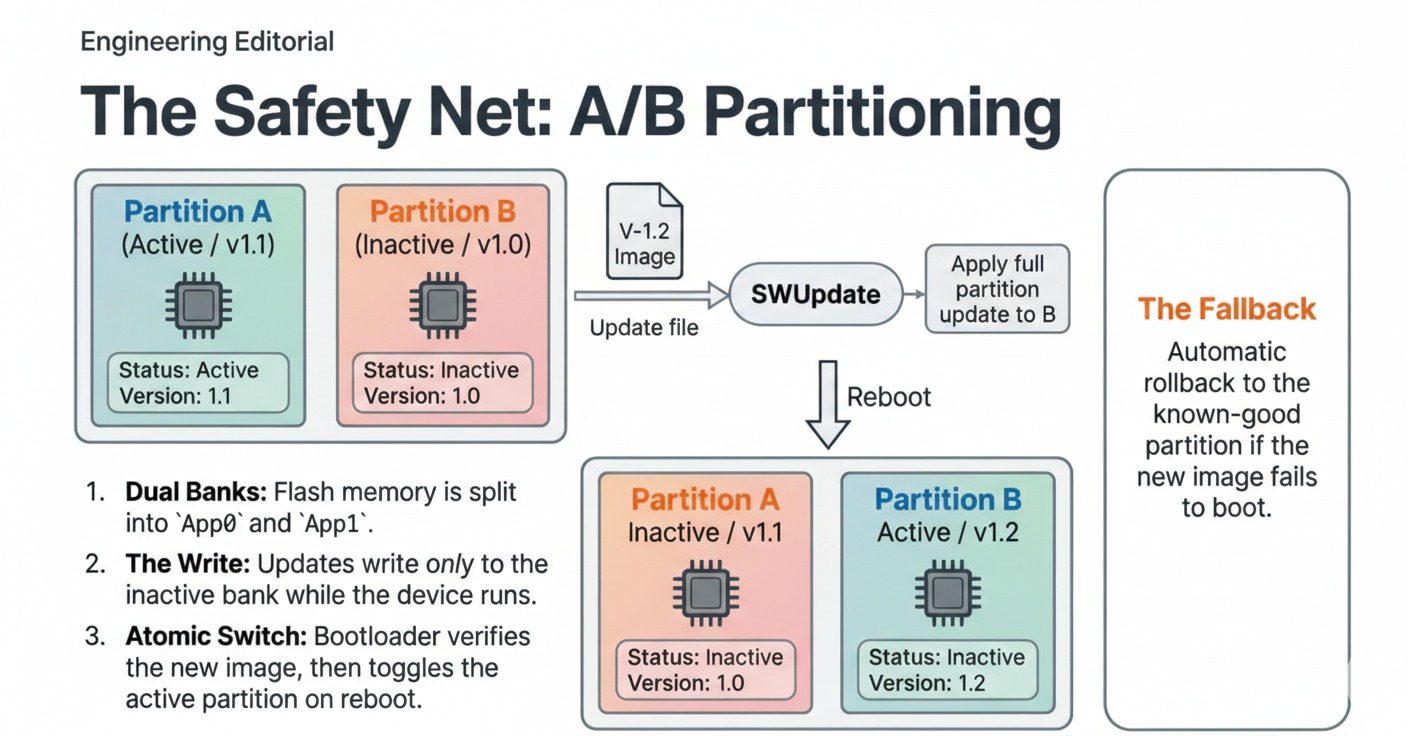 Engineering Editorial
The Safety Net: A/B Partitioning
Partition A
(Active / v1.1)
Status: Active
Version: 1.1
Partition B
(Inactive / v1.0)
Status: Inactive
Version: 1.0
V-1.2
Image
Update file
SWUpdate
Apply full
partition
update to B
Reboot
Partition A
Inactive / v1.1
Status: Inactive
Version: 1.0
Partition B
Active / v1.2
Status: Inactive
Version: 1.2
1. Dual Banks: Flash memory is split
into `App0` and `App1`.
2. The Write: Updates write only to the
inactive bank while the device runs.
3. Atomic Switch: Bootloader verifies
the new image, then toggles the
active partition on reboot.
The Fallback
Automatic
rollback to the
known-good
partition if the
new image fails
to boot.